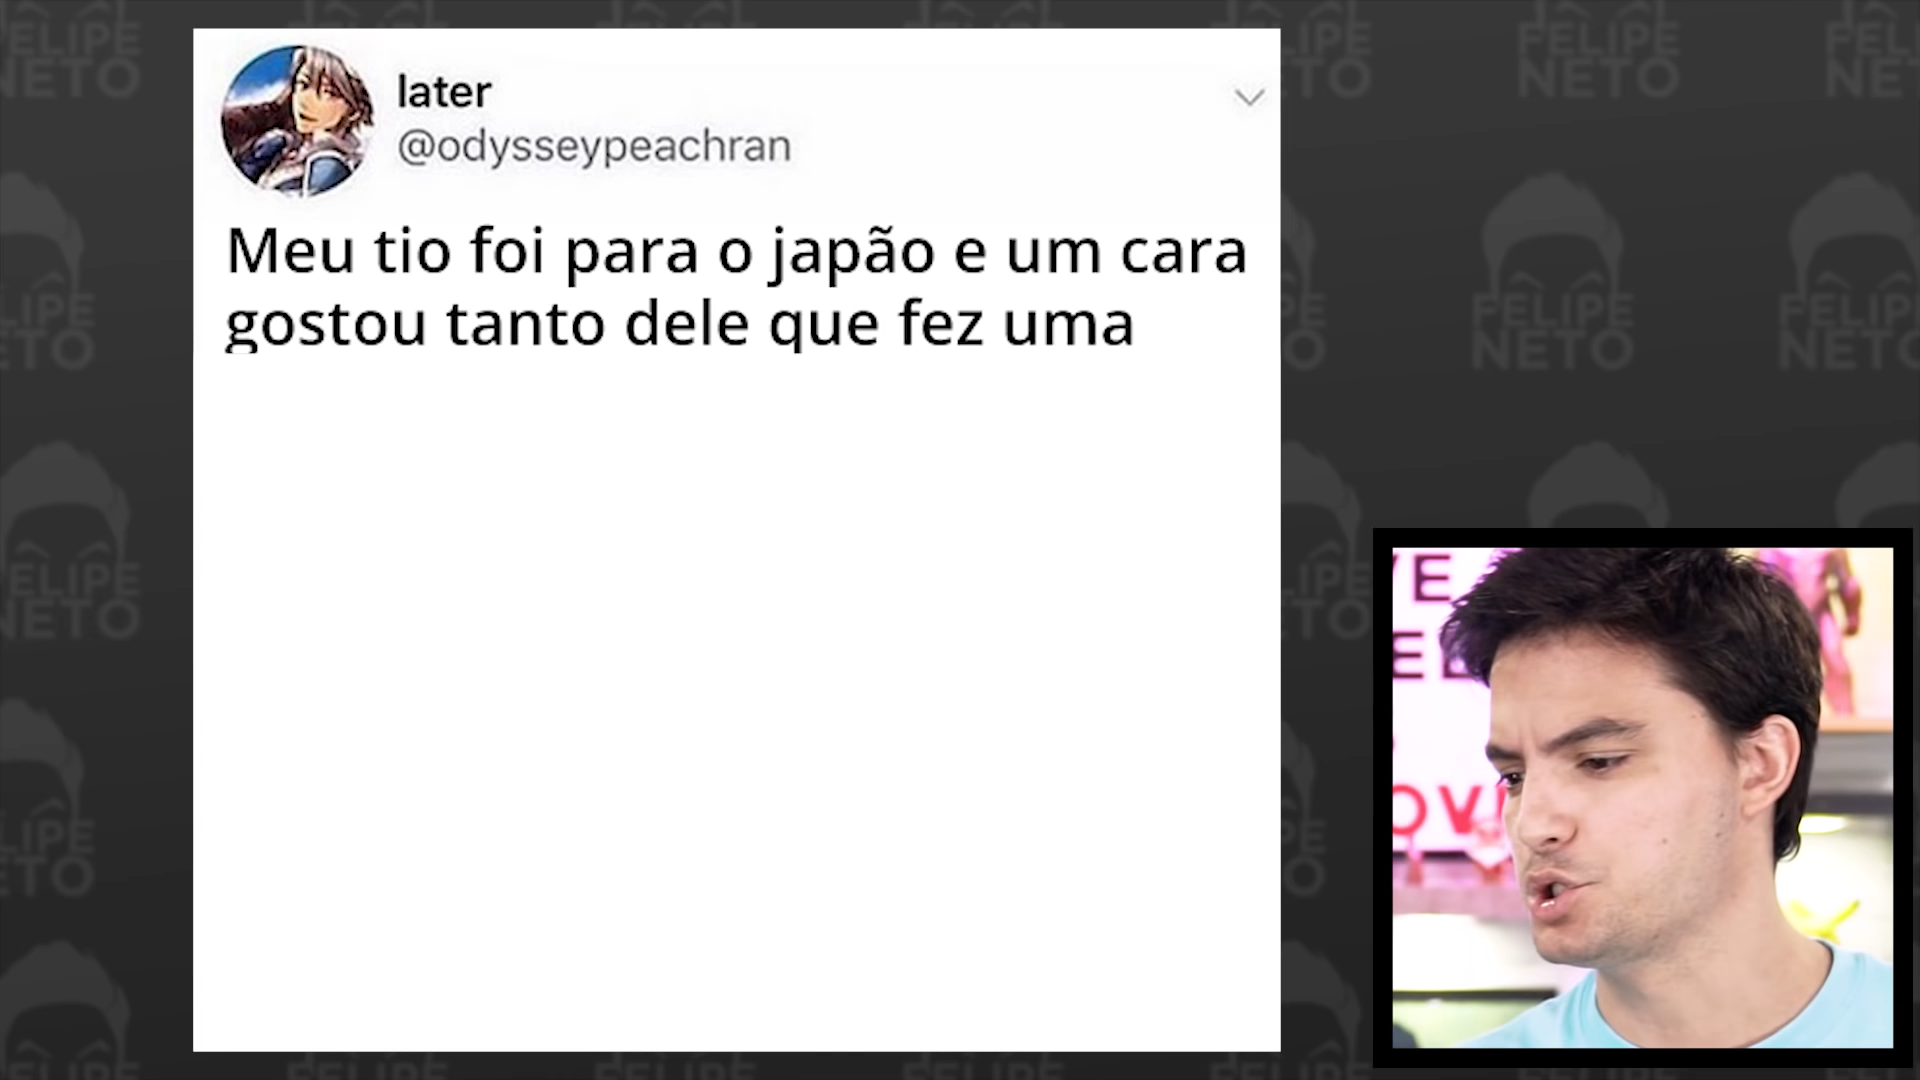 later
@odysseypeachran
Meu tio foi para o japão e um cara
gostou tanto dele que fez uma
FELIPE
NETO